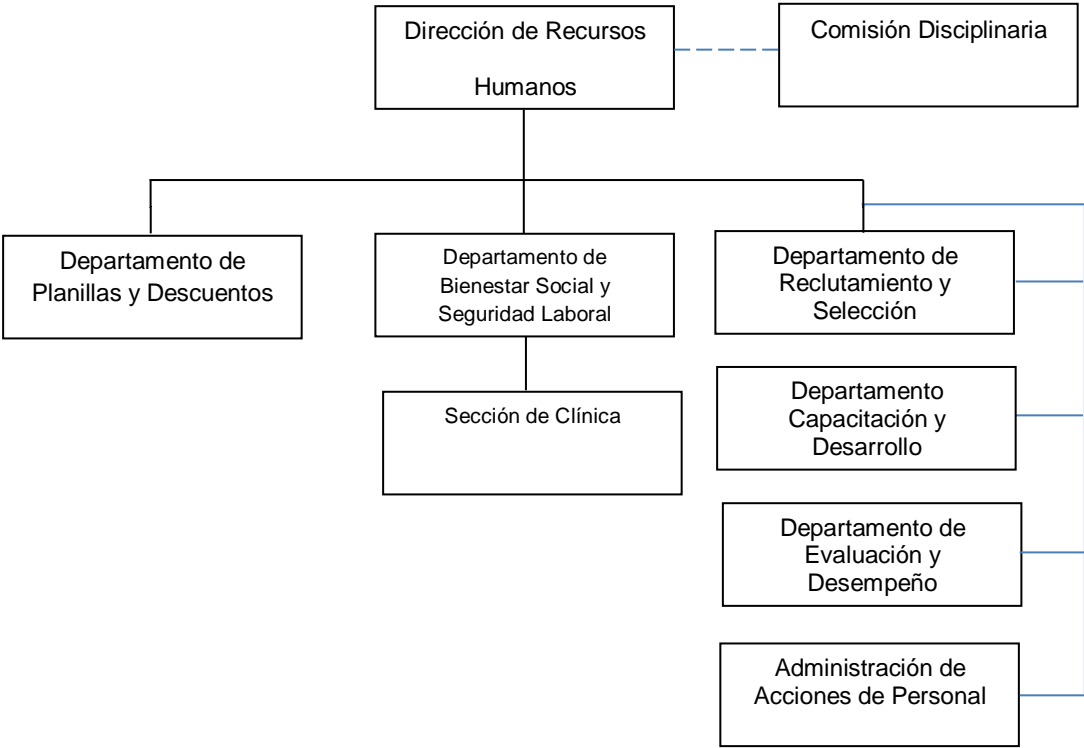 Dirección de Recursos
Humanos
Comisión Disciplinaria
Departamento de
Planillas y Descuentos
Departamento de
Bienestar Social y
Seguridad Laboral
Departamento de
Reclutamiento y
Selección
Sección de Clínica
Departamento
Capacitación y
Desarrollo
Departamento de
Evaluación y
Desempeño
Administración de
Acciones de Personal